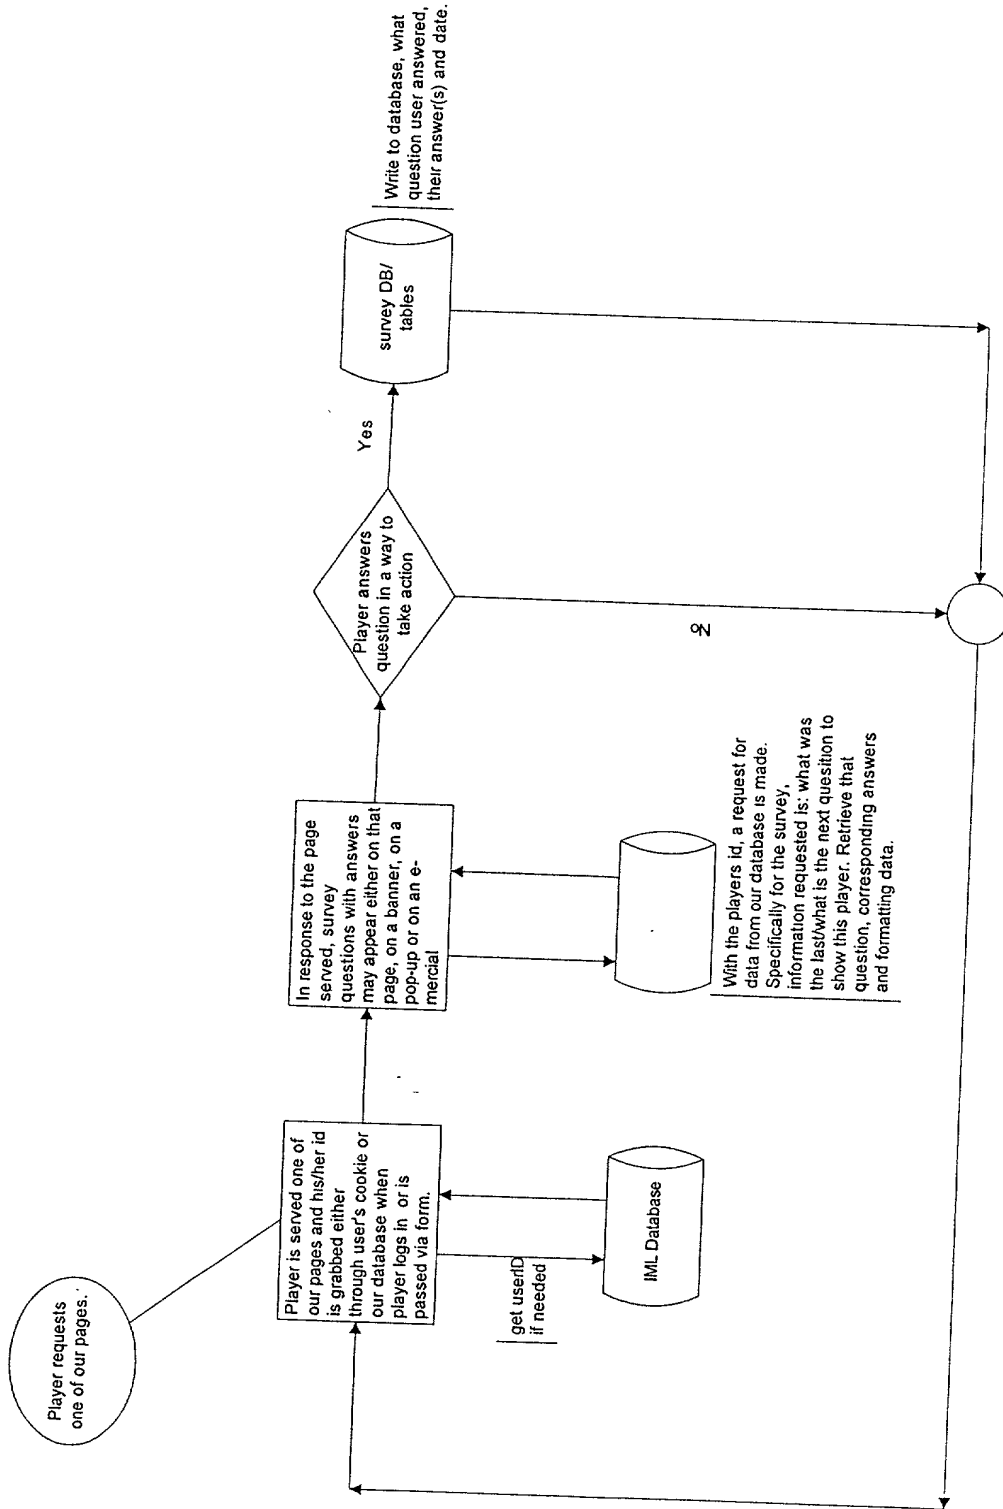 Player requests
one of our pages.
Player is served one of
our pages and his/her id
is grabbed either
through user's cookie or
our database when
player logs in or is
passed via form.
get userID
if needed
IML Database
In response to the page
served, survey
questions with answers
may appear either on that
page, on a banner, on a
pop-up or on an e-
mercial
With the players id, a request for
data from our database is made.
Specifically for the survey,
information requested is: what was
the last/what is the next quesition to
show this player. Retrieve that
question, corresponding answers
and formatting data.
Player answers
question in a way to
take action
Yes
No
survey DB/
tables
Write to database, what
question user answered,
their answer(s) and date.